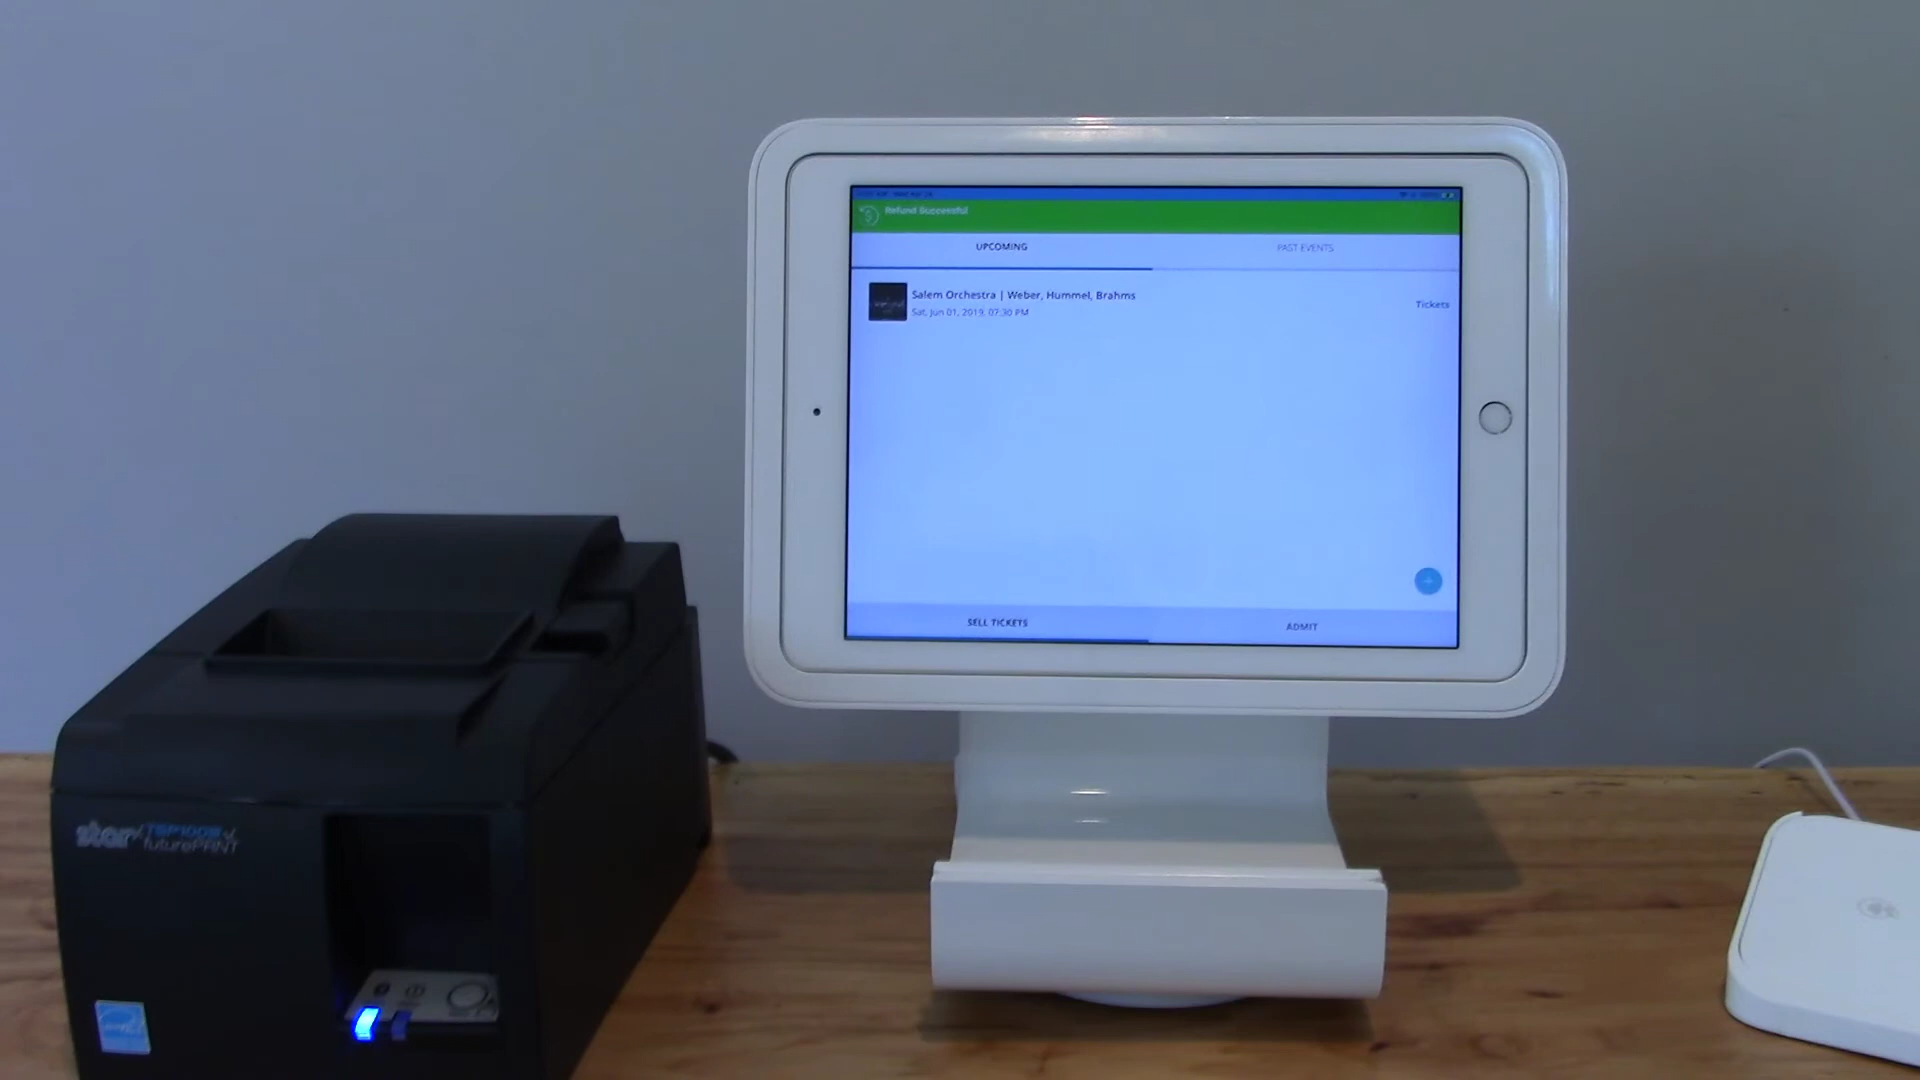 Refund Successful
UPCOMING
PAST EVENTS
Salem Orchestra | Weber, Hummel, Brahms
Sat, Jun 01, 2019, 07:30 PM
Tickets
SELL TICKETS
ADMIT
star
futurePRNT